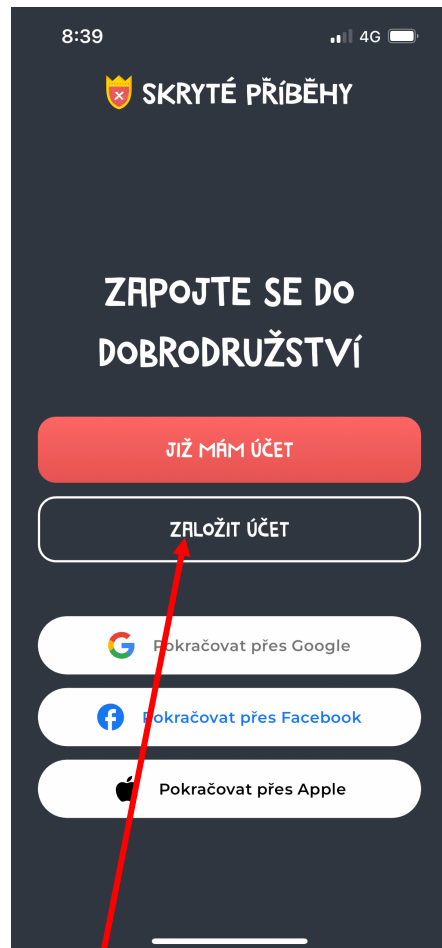 8:39
4G
SKRYTÉ PŘÍBĚHY
ZAPOJTE SE DO
DOBRODRUŽSTVÍ
JIŽ MÁM ÚČET
ZALOŽIT ÚČET
Pokračovat přes Google
Pokračovat přes Facebook
Pokračovat přes Apple